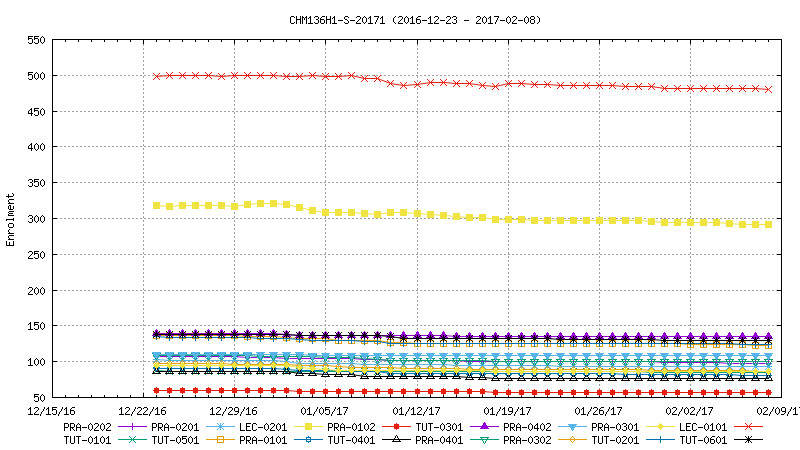 CHM136H1-S-20171 (2016-12-23 - 2017-02-08)
550
500
450
400
350
300
250
200
150
100
50
Enrolment
12/15/16 12/22/16 12/29/16 01/05/17 01/12/17 01/19/17 01/26/17 02/02/17 02/09/17
PRA-0202 PRA-0201 LEC-0201 PRA-0102 TUT-0301 PRA-0402 PRA-0301 LEC-0101
TUT-0101 TUT-0501 PRA-0101 TUT-0401 PRA-0401 PRA-0302 TUT-0201 TUT-0601